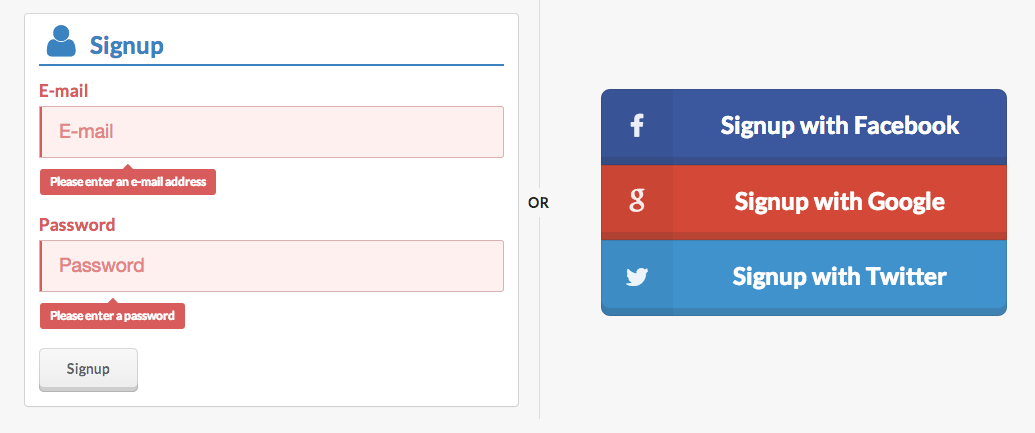 Signup
E-mail
E-mail
Please enter an e-mail address
Password
Password
Please enter a password
Signup
OR
f Signup with Facebook
g Signup with Google
Signup with Twitter